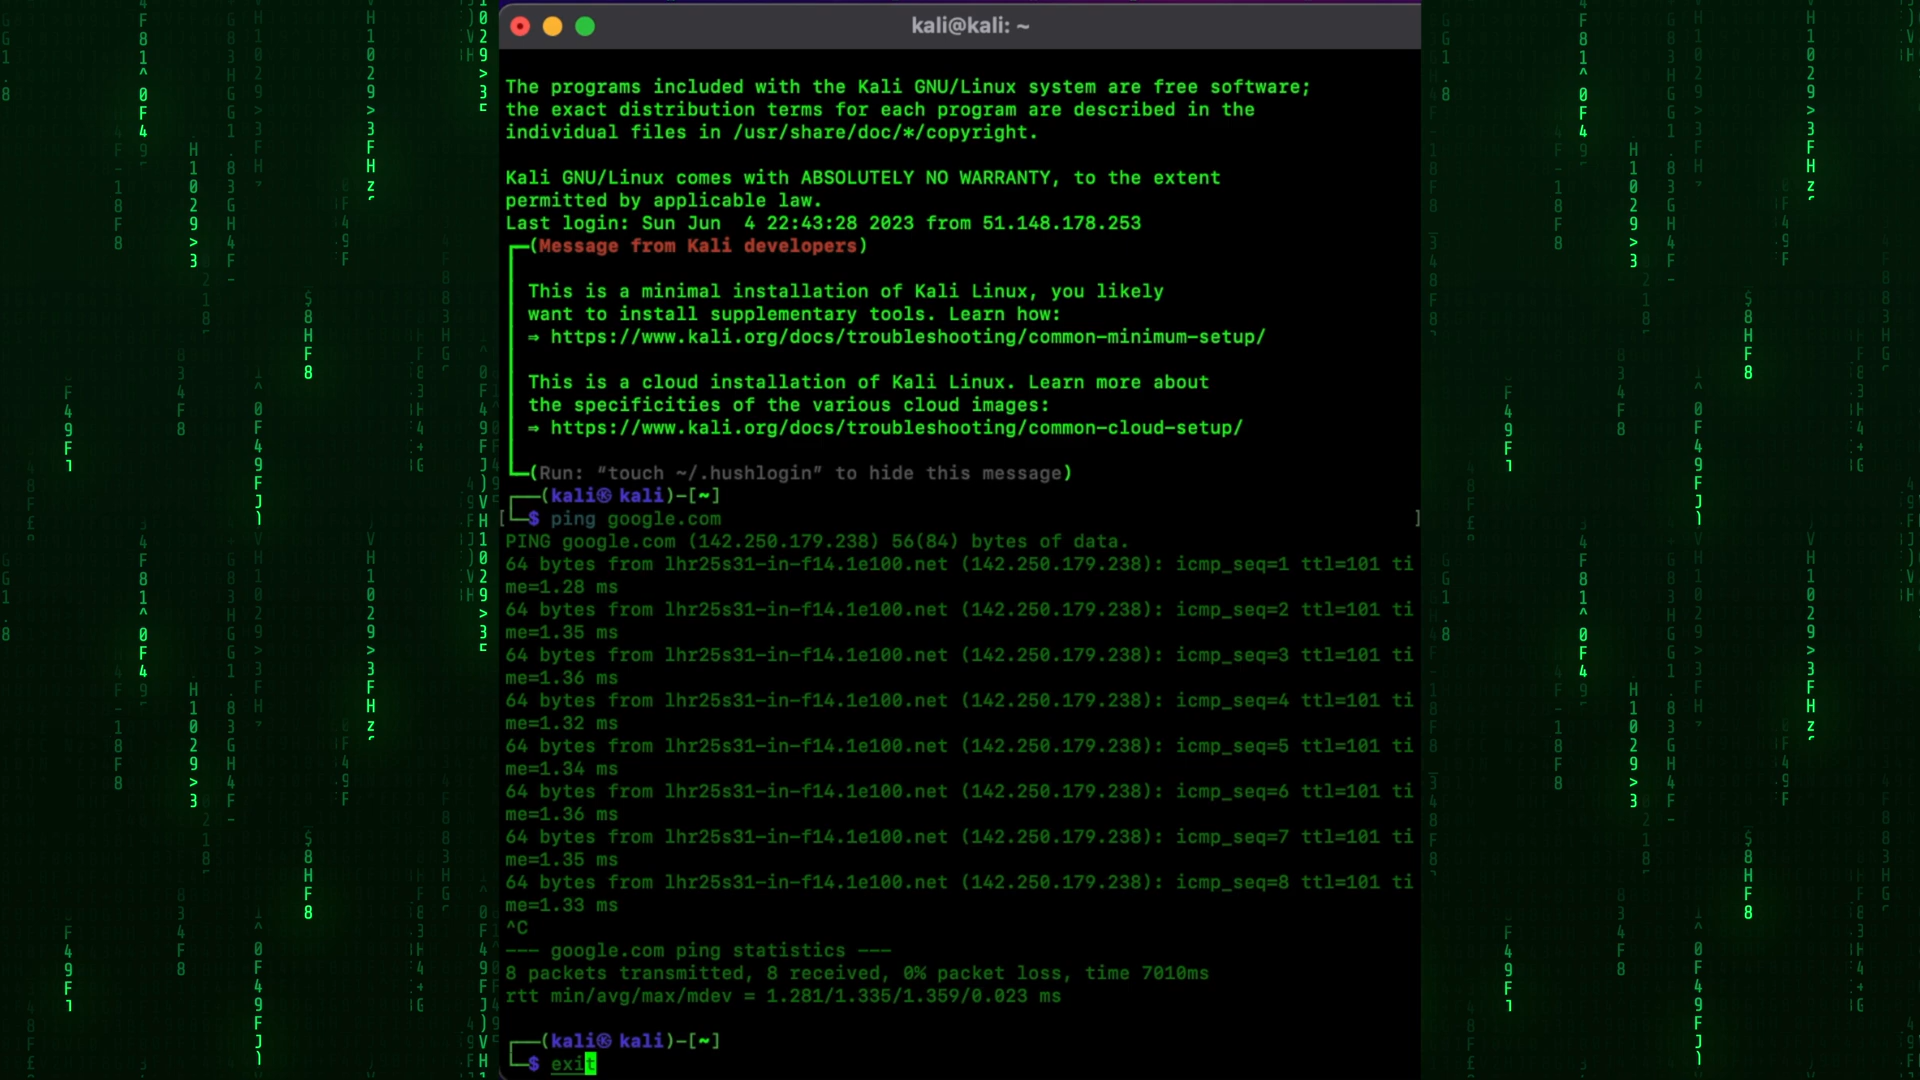 kali@kali: ~
The programs included with the Kali GNU/Linux system are free software;
the exact distribution terms for each program are described in the
individual files in /usr/share/doc/*/copyright.
Kali GNU/Linux comes with ABSOLUTELY NO WARRANTY, to the extent
permitted by applicable law.
Last login: Sun Jun  4 22:43:28 2023 from 51.148.178.253
┏━(Message from Kali developers)
┃ This is a minimal installation of Kali Linux, you likely
┃ want to install supplementary tools. Learn how:
┃ ⇒ https://www.kali.org/docs/troubleshooting/common-minimum-setup/
┃ This is a cloud installation of Kali Linux. Learn more about
┃ the specificities of the various cloud images:
┃ ⇒ https://www.kali.org/docs/troubleshooting/common-cloud-setup/
┗━(Run: “touch ~/.hushlogin” to hide this message)
┌──(kali㉿kali)-[~]
[└─$ ping google.com ]
PING google.com (142.250.179.238) 56(84) bytes of data.
64 bytes from lhr25s31-in-f14.1e100.net (142.250.179.238): icmp_seq=1 ttl=101 ti
me=1.28 ms
64 bytes from lhr25s31-in-f14.1e100.net (142.250.179.238): icmp_seq=2 ttl=101 ti
me=1.35 ms
64 bytes from lhr25s31-in-f14.1e100.net (142.250.179.238): icmp_seq=3 ttl=101 ti
me=1.36 ms
64 bytes from lhr25s31-in-f14.1e100.net (142.250.179.238): icmp_seq=4 ttl=101 ti
me=1.32 ms
64 bytes from lhr25s31-in-f14.1e100.net (142.250.179.238): icmp_seq=5 ttl=101 ti
me=1.34 ms
64 bytes from lhr25s31-in-f14.1e100.net (142.250.179.238): icmp_seq=6 ttl=101 ti
me=1.36 ms
64 bytes from lhr25s31-in-f14.1e100.net (142.250.179.238): icmp_seq=7 ttl=101 ti
me=1.35 ms
64 bytes from lhr25s31-in-f14.1e100.net (142.250.179.238): icmp_seq=8 ttl=101 ti
me=1.33 ms
^C
--- google.com ping statistics ---
8 packets transmitted, 8 received, 0% packet loss, time 7010ms
rtt min/avg/max/mdev = 1.281/1.335/1.359/0.023 ms
┌──(kali㉿kali)-[~]
└─$ exit